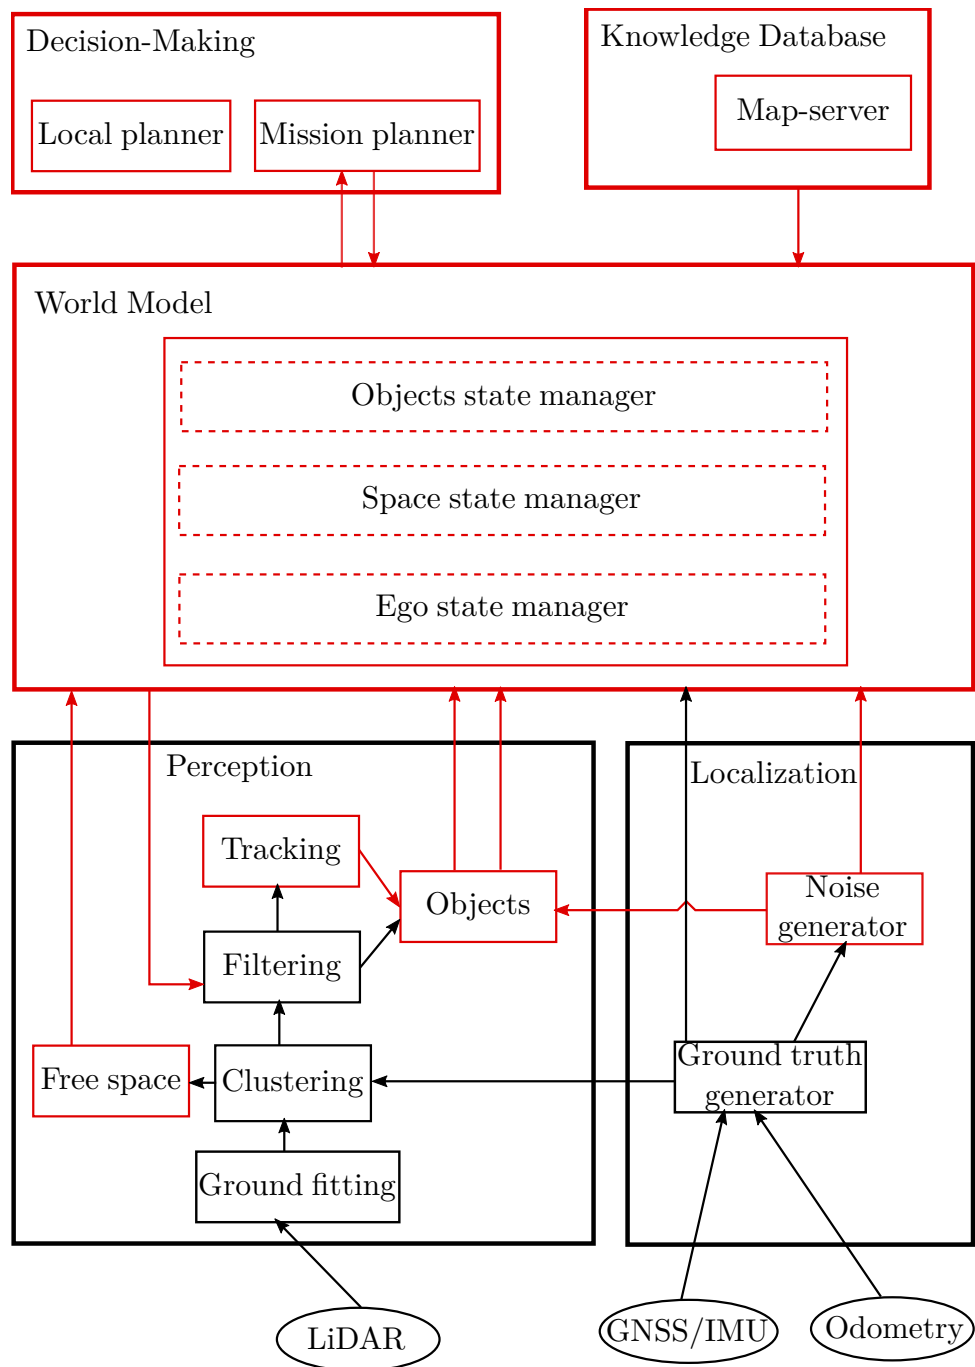 Decision-Making
Local planner
Mission planner
Knowledge Database
Map-server
World Model
Objects state manager
Space state manager
Ego state manager
Perception
Tracking
Objects
Filtering
Free space
Clustering
Ground fitting
LiDAR
Localization
Noise
generator
Ground truth
generator
GNSS/IMU
Odometry